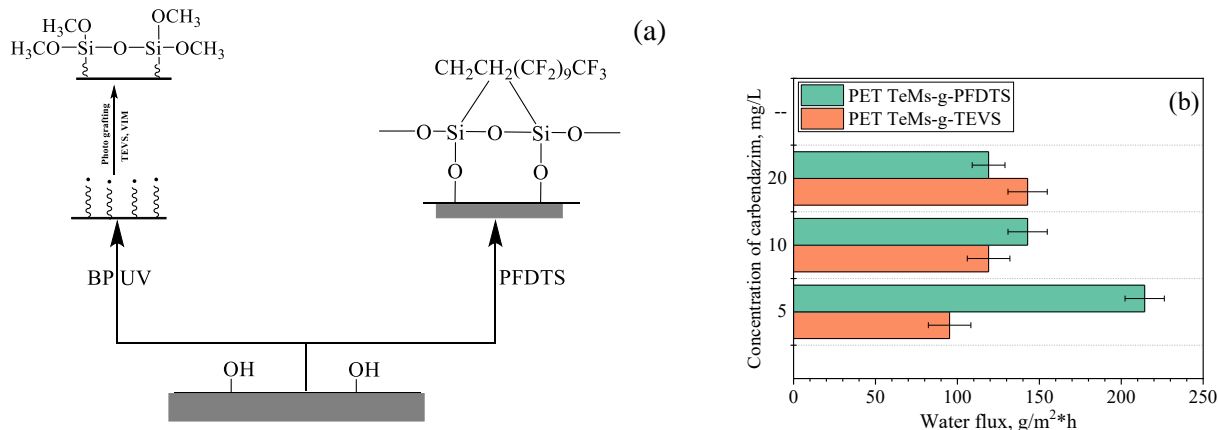 OCH₃
H₃CO
H₃CO–Si–O–Si–OCH₃
OCH₃
Photo grafting
TEVS, VIM
BP UV
CH₂CH₂(CF₂)₉CF₃
O–Si–O–Si–O
O O
PFDTS
OH OH
(a)
(b)
PET TeMs-g-PFDTS
PET TeMs-g-TEVS
Concentration of carbendazim, mg/L
--
20
10
5
0 50 100 150 200 250
Water flux, g/m²*h